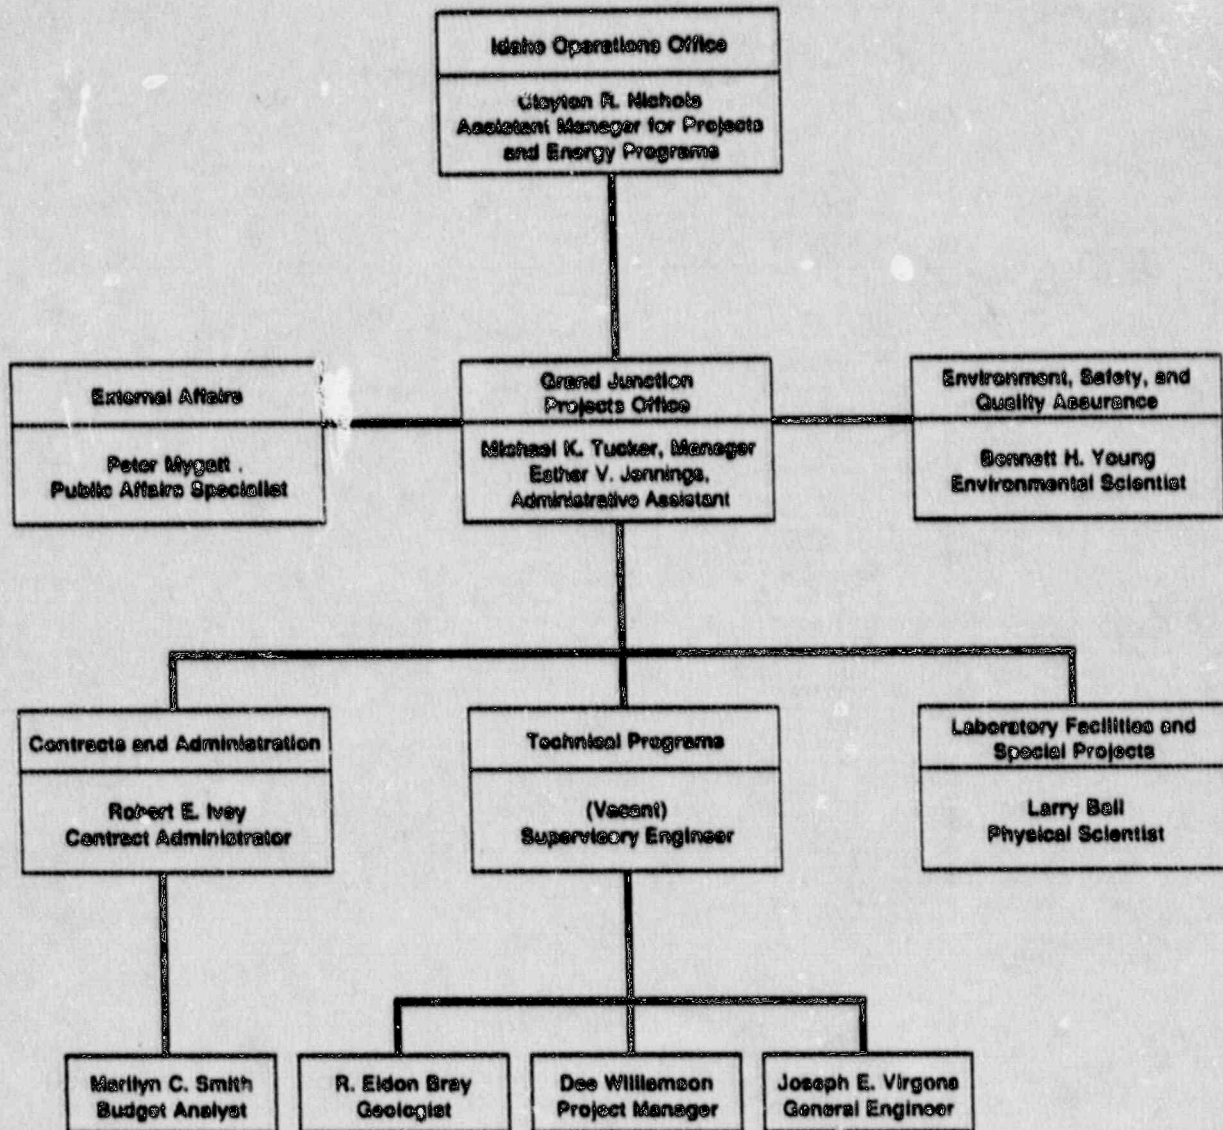 Idaho Operations Office
Clayton R. Nichols
Assistant Manager for Projects
and Energy Programs
External Affairs
Peter Mygatt
Public Affairs Specialist
Grand Junction
Projects Office
Michael K. Tucker, Manager
Esther V. Jennings,
Administrative Assistant
Environment, Safety, and
Quality Assurance
Bennett H. Young
Environmental Scientist
Contracts and Administration
Robert E. Ivey
Contract Administrator
Technical Programs
(Vacant)
Supervisory Engineer
Laboratory Facilities and
Special Projects
Larry Ball
Physical Scientist
Marilyn C. Smith
Budget Analyst
R. Eldon Bray
Geologist
Dee Williamson
Project Manager
Joseph E. Virgona
General Engineer